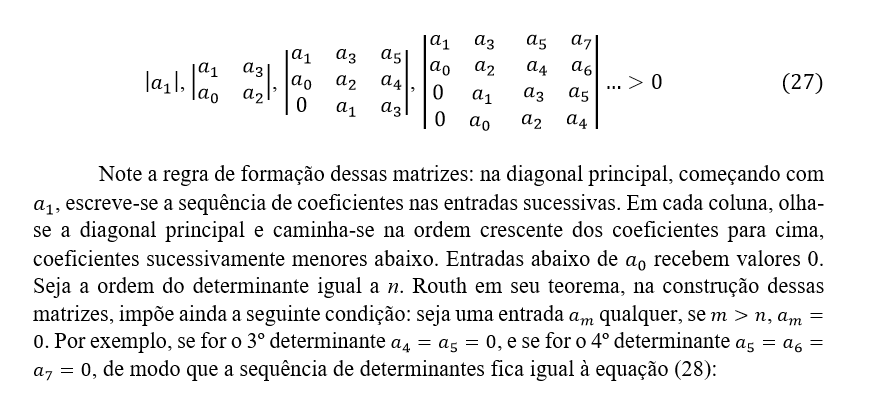 |a₁|, |a₁ a₃; a₀ a₂|, |a₁ a₃ a₅; a₀ a₂ a₄; 0 a₁ a₃|, |a₁ a₃ a₅ a₇; a₀ a₂ a₄ a₆; 0 a₁ a₃ a₅; 0 a₀ a₂ a₄| ... > 0 (27)
Note a regra de formação dessas matrizes: na diagonal principal, começando com
a₁, escreve-se a sequência de coeficientes nas entradas sucessivas. Em cada coluna, olha-
se a diagonal principal e caminha-se na ordem crescente dos coeficientes para cima,
coeficientes sucessivamente menores abaixo. Entradas abaixo de a₀ recebem valores 0.
Seja a ordem do determinante igual a n. Routh em seu teorema, na construção dessas
matrizes, impõe ainda a seguinte condição: seja uma entrada aₘ qualquer, se m > n, aₘ =
0. Por exemplo, se for o 3º determinante a₄ = a₅ = 0, e se for o 4º determinante a₅ = a₆ =
a₇ = 0, de modo que a sequência de determinantes fica igual à equação (28):